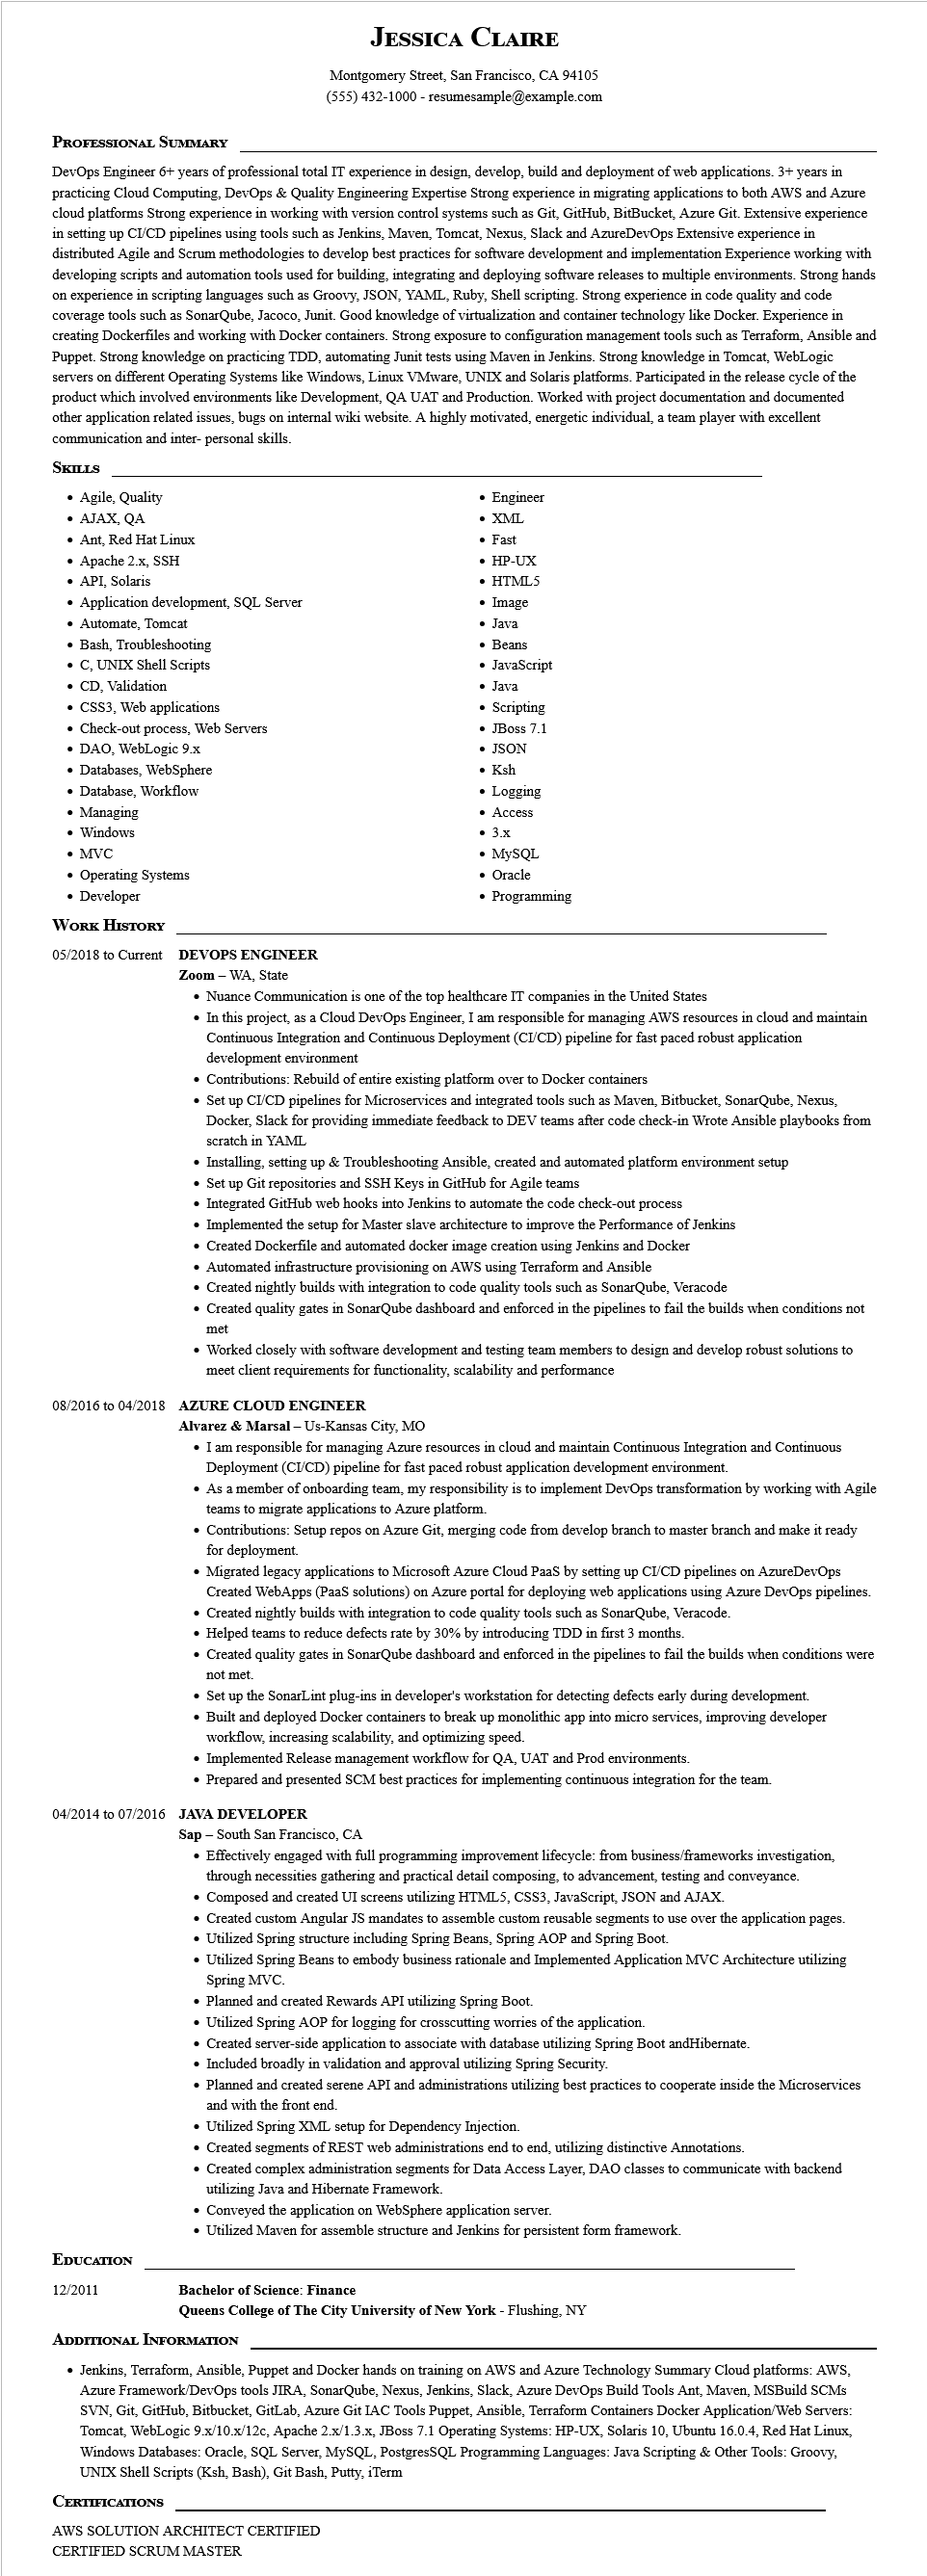 Jessica Claire
Montgomery Street, San Francisco, CA 94105
(555) 432-1000 - resumesample@example.com
Professional Summary
DevOps Engineer 6+ years of professional total IT experience in design, develop, build and deployment of web applications. 3+ years in
practicing Cloud Computing, DevOps & Quality Engineering Expertise Strong experience in migrating applications to both AWS and Azure
cloud platforms Strong experience in working with version control systems such as Git, GitHub, BitBucket, Azure Git. Extensive experience
in setting up CI/CD pipelines using tools such as Jenkins, Maven, Tomcat, Nexus, Slack and AzureDevOps Extensive experience in
distributed Agile and Scrum methodologies to develop best practices for software development and implementation Experience working with
developing scripts and automation tools used for building, integrating and deploying software releases to multiple environments. Strong hands
on experience in scripting languages such as Groovy, JSON, YAML, Ruby, Shell scripting. Strong experience in code quality and code
coverage tools such as SonarQube, Jacoco, Junit. Good knowledge of virtualization and container technology like Docker. Experience in
creating Dockerfiles and working with Docker containers. Strong exposure to configuration management tools such as Terraform, Ansible and
Puppet. Strong knowledge on practicing TDD, automating Junit tests using Maven in Jenkins. Strong knowledge in Tomcat, WebLogic
servers on different Operating Systems like Windows, Linux VMware, UNIX and Solaris platforms. Participated in the release cycle of the
product which involved environments like Development, QA UAT and Production. Worked with project documentation and documented
other application related issues, bugs on internal wiki website. A highly motivated, energetic individual, a team player with excellent
communication and inter- personal skills.
Skills
• Agile, Quality
• AJAX, QA
• Ant, Red Hat Linux
• Apache 2.x, SSH
• API, Solaris
• Application development, SQL Server
• Automate, Tomcat
• Bash, Troubleshooting
• C, UNIX Shell Scripts
• CD, Validation
• CSS3, Web applications
• Check-out process, Web Servers
• DAO, WebLogic 9.x
• Databases, WebSphere
• Database, Workflow
• Managing
• Windows
• MVC
• Operating Systems
• Developer
• Engineer
• XML
• Fast
• HP-UX
• HTML5
• Image
• Java
• Beans
• JavaScript
• Java
• Scripting
• JBoss 7.1
• JSON
• Ksh
• Logging
• Access
• 3.x
• MySQL
• Oracle
• Programming
Work History
05/2018 to Current DEVOPS ENGINEER
Zoom – WA, State
• Nuance Communication is one of the top healthcare IT companies in the United States
• In this project, as a Cloud DevOps Engineer, I am responsible for managing AWS resources in cloud and maintain
Continuous Integration and Continuous Deployment (CI/CD) pipeline for fast paced robust application
development environment
• Contributions: Rebuild of entire existing platform over to Docker containers
• Set up CI/CD pipelines for Microservices and integrated tools such as Maven, Bitbucket, SonarQube, Nexus,
Docker, Slack for providing immediate feedback to DEV teams after code check-in Wrote Ansible playbooks from
scratch in YAML
• Installing, setting up & Troubleshooting Ansible, created and automated platform environment setup
• Set up Git repositories and SSH Keys in GitHub for Agile teams
• Integrated GitHub web hooks into Jenkins to automate the code check-out process
• Implemented the setup for Master slave architecture to improve the Performance of Jenkins
• Created Dockerfile and automated docker image creation using Jenkins and Docker
• Automated infrastructure provisioning on AWS using Terraform and Ansible
• Created nightly builds with integration to code quality tools such as SonarQube, Veracode
• Created quality gates in SonarQube dashboard and enforced in the pipelines to fail the builds when conditions not
met
• Worked closely with software development and testing team members to design and develop robust solutions to
meet client requirements for functionality, scalability and performance
08/2016 to 04/2018 AZURE CLOUD ENGINEER
Alvarez & Marsal – Us-Kansas City, MO
• I am responsible for managing Azure resources in cloud and maintain Continuous Integration and Continuous
Deployment (CI/CD) pipeline for fast paced robust application development environment.
• As a member of onboarding team, my responsibility is to implement DevOps transformation by working with Agile
teams to migrate applications to Azure platform.
• Contributions: Setup repos on Azure Git, merging code from develop branch to master branch and make it ready
for deployment.
• Migrated legacy applications to Microsoft Azure Cloud PaaS by setting up CI/CD pipelines on AzureDevOps
Created WebApps (PaaS solutions) on Azure portal for deploying web applications using Azure DevOps pipelines.
• Created nightly builds with integration to code quality tools such as SonarQube, Veracode.
• Helped teams to reduce defects rate by 30% by introducing TDD in first 3 months.
• Created quality gates in SonarQube dashboard and enforced in the pipelines to fail the builds when conditions were
not met.
• Set up the SonarLint plug-ins in developer's workstation for detecting defects early during development.
• Built and deployed Docker containers to break up monolithic app into micro services, improving developer
workflow, increasing scalability, and optimizing speed.
• Implemented Release management workflow for QA, UAT and Prod environments.
• Prepared and presented SCM best practices for implementing continuous integration for the team.
04/2014 to 07/2016 JAVA DEVELOPER
Sap – South San Francisco, CA
• Effectively engaged with full programming improvement lifecycle: from business/frameworks investigation,
through necessities gathering and practical detail composing, to advancement, testing and conveyance.
• Composed and created UI screens utilizing HTML5, CSS3, JavaScript, JSON and AJAX.
• Created custom Angular JS mandates to assemble custom reusable segments to use over the application pages.
• Utilized Spring structure including Spring Beans, Spring AOP and Spring Boot.
• Utilized Spring Beans to embody business rationale and Implemented Application MVC Architecture utilizing
Spring MVC.
• Planned and created Rewards API utilizing Spring Boot.
• Utilized Spring AOP for logging for crosscutting worries of the application.
• Created server-side application to associate with database utilizing Spring Boot andHibernate.
• Included broadly in validation and approval utilizing Spring Security.
• Planned and created serene API and administrations utilizing best practices to cooperate inside the Microservices
and with the front end.
• Utilized Spring XML setup for Dependency Injection.
• Created segments of REST web administrations end to end, utilizing distinctive Annotations.
• Created complex administration segments for Data Access Layer, DAO classes to communicate with backend
utilizing Java and Hibernate Framework.
• Conveyed the application on WebSphere application server.
• Utilized Maven for assemble structure and Jenkins for persistent form framework.
Education
12/2011 Bachelor of Science: Finance
Queens College of The City University of New York - Flushing, NY
Additional Information
• Jenkins, Terraform, Ansible, Puppet and Docker hands on training on AWS and Azure Technology Summary Cloud platforms: AWS,
Azure Framework/DevOps tools JIRA, SonarQube, Nexus, Jenkins, Slack, Azure DevOps Build Tools Ant, Maven, MSBuild SCMs
SVN, Git, GitHub, Bitbucket, GitLab, Azure Git IAC Tools Puppet, Ansible, Terraform Containers Docker Application/Web Servers:
Tomcat, WebLogic 9.x/10.x/12c, Apache 2.x/1.3.x, JBoss 7.1 Operating Systems: HP-UX, Solaris 10, Ubuntu 16.0.4, Red Hat Linux,
Windows Databases: Oracle, SQL Server, MySQL, PostgresSQL Programming Languages: Java Scripting & Other Tools: Groovy,
UNIX Shell Scripts (Ksh, Bash), Git Bash, Putty, iTerm
Certifications
AWS SOLUTION ARCHITECT CERTIFIED
CERTIFIED SCRUM MASTER